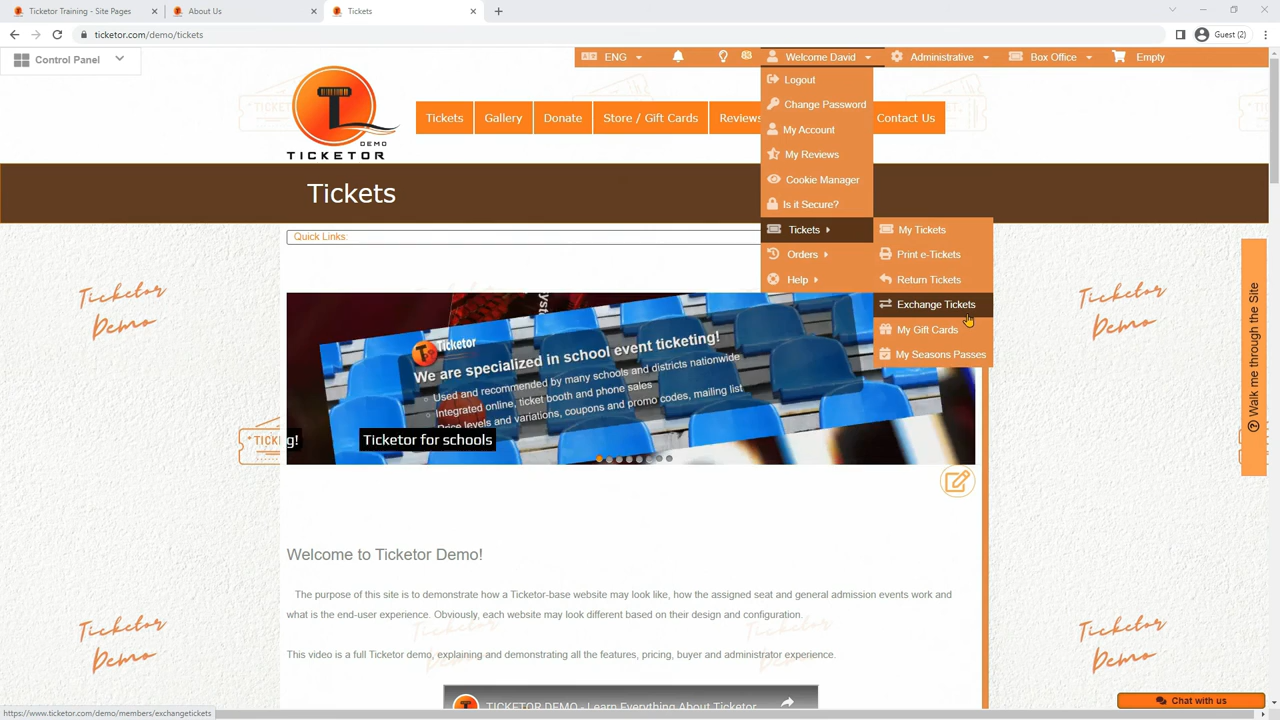 Ticketor Training - Site Pages
About Us
Tickets
ticketor.com/demo/tickets
Guest (2)
Control Panel
ENG
Welcome David
Administrative
Box Office
Empty
Logout
Change Password
My Account
My Reviews
Cookie Manager
Is it Secure?
Tickets
Orders
Help
My Tickets
Print e-Tickets
Return Tickets
Exchange Tickets
My Gift Cards
My Seasons Passes
DEMO
TICKETOR
Tickets
Gallery
Donate
Store / Gift Cards
Reviews
Contact Us
Tickets
Quick Links:
Ticketor
We are specialized in school event ticketing!
Used and recommended by many schools and districts nationwide
Integrated online, ticket booth and phone sales
Price levels and variations, coupons and promo codes, mailing list
g!
Ticketor for schools
Walk me through the Site
Ticketor
Demo
Ticketor
Demo
Welcome to Ticketor Demo!
The purpose of this site is to demonstrate how a Ticketor-base website may look like, how the assigned seat and general admission events work and
what is the end-user experience. Obviously, each website may look different based on their design and configuration.
This video is a full Ticketor demo, explaining and demonstrating all the features, pricing, buyer and administrator experience.
Ticketor
Demo
Ticketor
Demo
TICKETOR DEMO - Learn Everything About Ticketor
Chat with us
https://www.ticketor.com/demo/members/exchangetickets